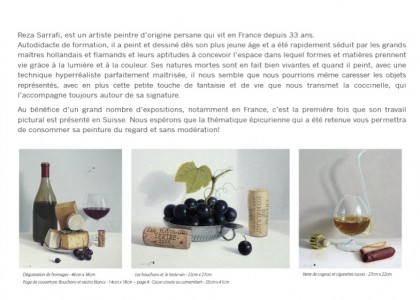 Reza Sarrafi, est un artiste peintre d'origine persane qui vit en France depuis 33 ans.
Autodidacte de formation, il a peint et dessiné dès son plus jeune âge et a été rapidement séduit par les grands
maîtres hollandais et flamands et leurs aptitudes à concevoir l'espace dans lequel formes et matières prennent
vie grâce à la lumière et à la couleur. Ses natures mortes sont en fait bien vivantes et quand il peint, avec une
technique hyperréaliste parfaitement maîtrisée, il nous semble que nous pourrions même caresser les objets
représentés, avec en plus cette petite touche de fantaisie et de vie que nous transmet la coccinelle, qui
l'accompagne toujours autour de sa signature.
Au bénéfice d'un grand nombre d'expositions, notamment en France, c'est la première fois que son travail
pictural est présenté en Suisse. Nous espérons que la thématique épicurienne qui a été retenue vous permettra
de consommer sa peinture du regard et sans modération!
Dégustation de fromages - 46cm x 38cm
Les bouchons et le taste-vin - 22cm x 27cm
Verre de cognac et cigarettes russes - 27cm x 22cm
Page de couverture: Bouchons et raisins blancs - 14cm x 18cm – page 4 :